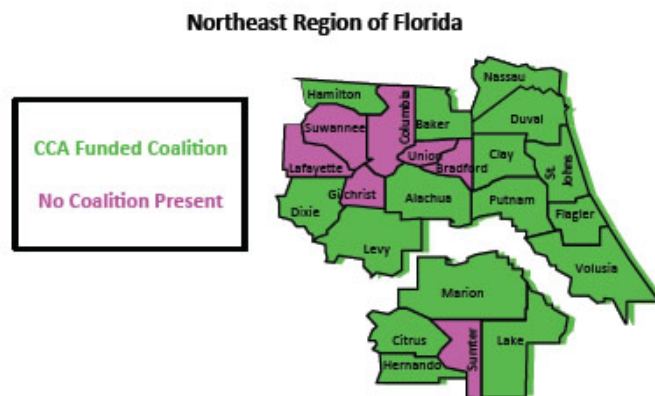 Northeast Region of Florida
CCA Funded Coalition
No Coalition Present
Nassau
Hamilton
Columbia
Baker
Duval
Suwannee
Union
Bradford
Clay
St.
Johns
Lafayette
Gilchrist
Alachua
Putnam
Dixie
Flagler
Levy
Volusia
Marion
Citrus
Sumter
Lake
Hernando